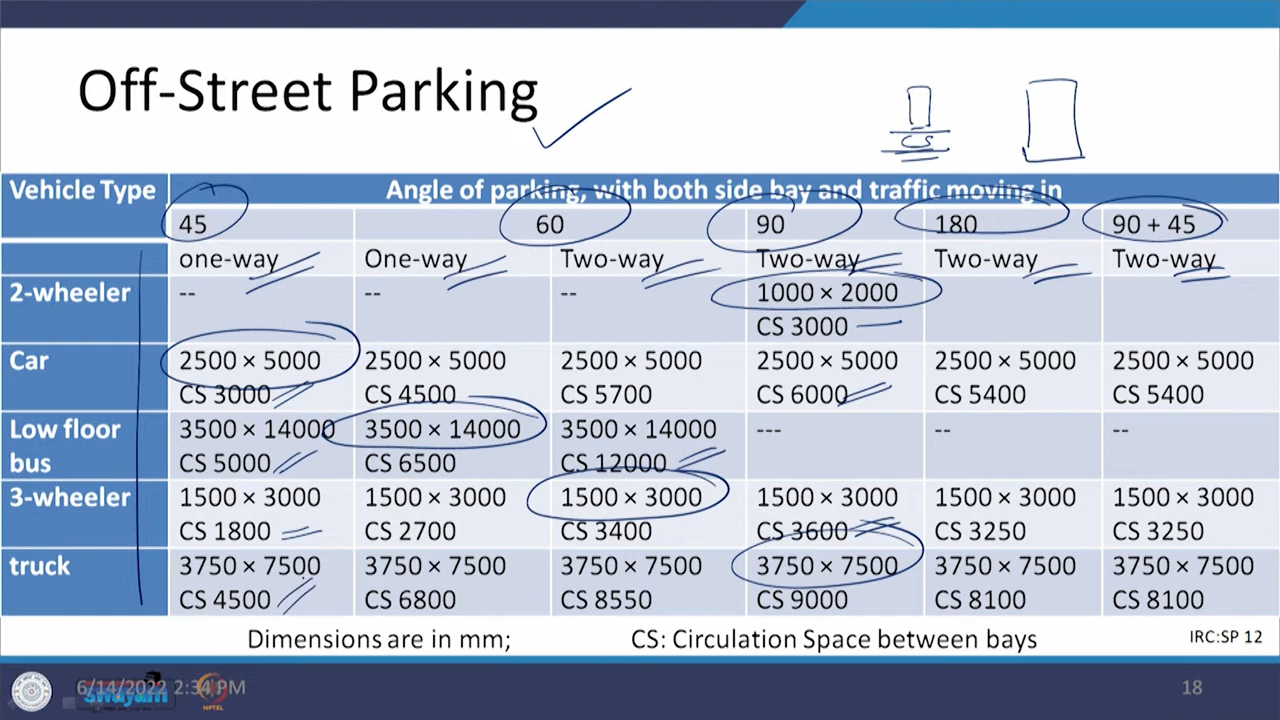 Off-Street Parking
CS
Vehicle Type Angle of parking, with both side bay and traffic moving in
45 60 90 180 90 + 45
one-way One-way Two-way Two-way Two-way Two-way
2-wheeler -- -- -- 1000 × 2000
CS 3000
Car 2500 × 5000 2500 × 5000 2500 × 5000 2500 × 5000 2500 × 5000 2500 × 5000
CS 3000 CS 4500 CS 5700 CS 6000 CS 5400 CS 5400
Low floor 3500 × 14000 3500 × 14000 3500 × 14000 --- -- --
bus CS 5000 CS 6500 CS 12000
3-wheeler 1500 × 3000 1500 × 3000 1500 × 3000 1500 × 3000 1500 × 3000 1500 × 3000
CS 1800 CS 2700 CS 3400 CS 3600 CS 3250 CS 3250
truck 3750 × 7500 3750 × 7500 3750 × 7500 3750 × 7500 3750 × 7500 3750 × 7500
CS 4500 CS 6800 CS 8550 CS 9000 CS 8100 CS 8100
Dimensions are in mm; CS: Circulation Space between bays IRC:SP 12
6/14/2022 2:34 PM 18
swayam NPTEL